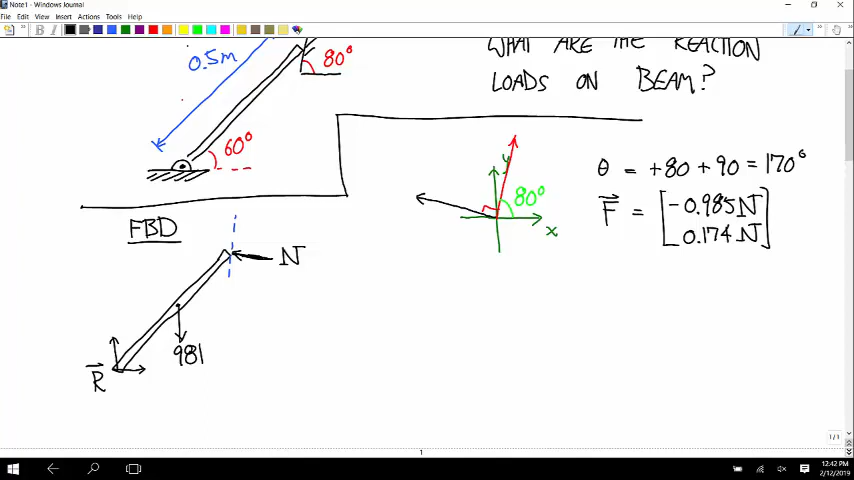 Note1 - Windows Journal
File Edit View Insert Actions Tools Help
B
0.5m
80°
60°
WHAT ARE THE REACTION
LOADS ON BEAM?
FBD
N
981
R
y
80°
x
θ = +80 + 90 = 170°
F = [-0.985N
0.174 N]
1/1
1
12:42 PM
2/12/2019